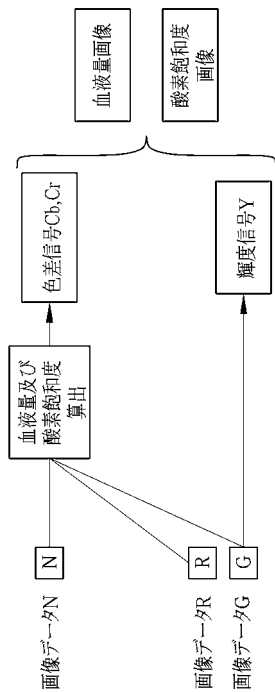 画像データN
N
画像データR
R
画像データG
G
血液量及び
酸素飽和度
算出
色差信号Cb,Cr
輝度信号Y
血液量画像
酸素飽和度
画像